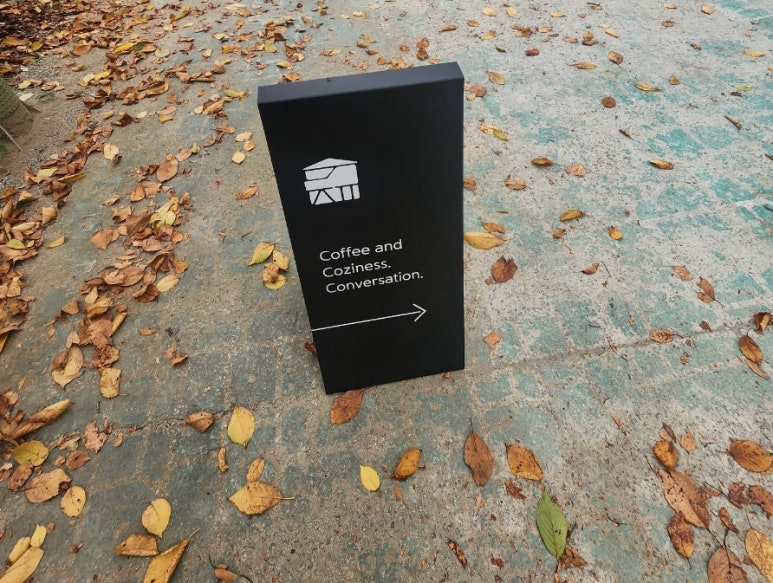 Coffee and
Coziness.
Conversation.